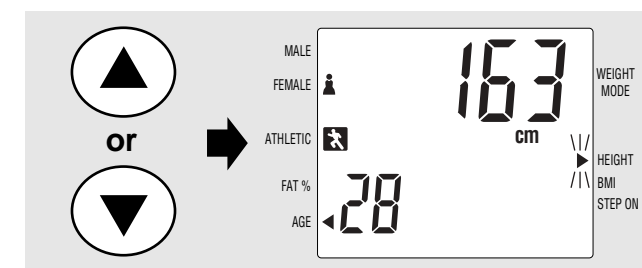 or
MALE
FEMALE
ATHLETIC
FAT %
AGE
163
cm
28
WEIGHT
MODE
HEIGHT
BMI
STEP ON